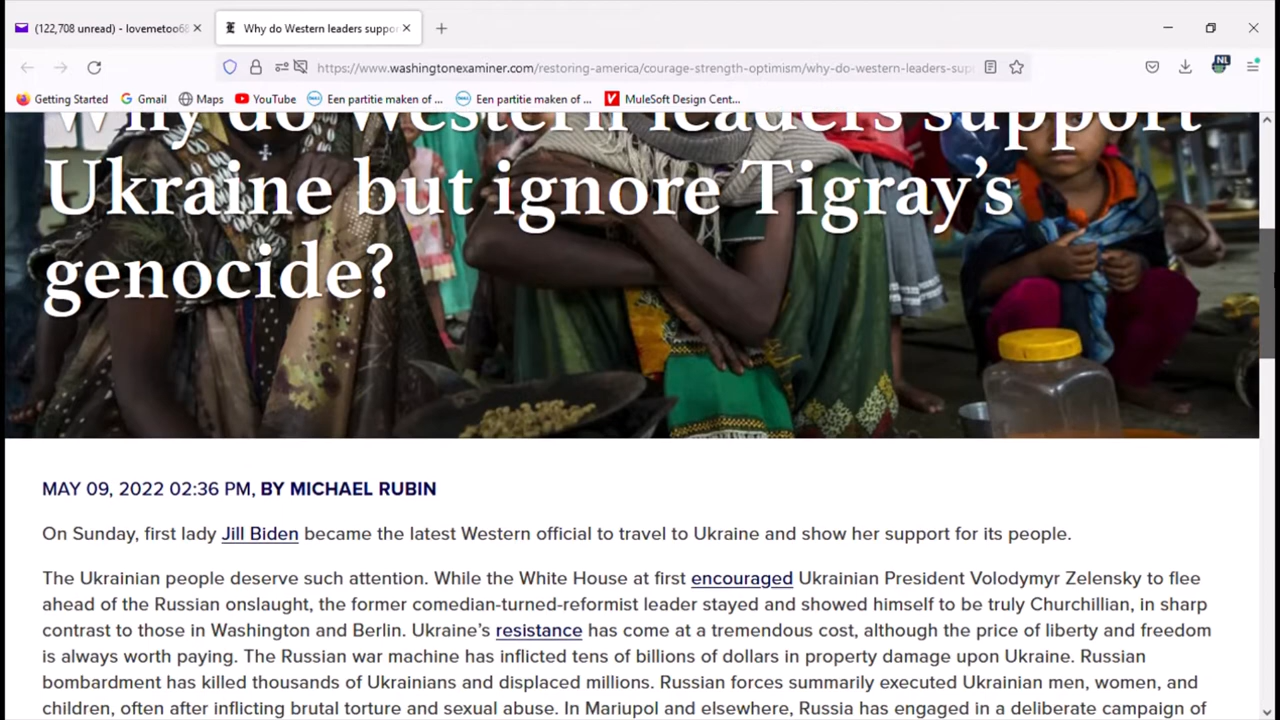 (122,708 unread) - lovemetoo68
Why do Western leaders suppo
https://www.washingtonexaminer.com/restoring-america/courage-strength-optimism/why-do-western-leaders-sup
NL
Getting Started
Gmail
Maps
YouTube
Een partitie maken of ...
Een partitie maken of ...
MuleSoft Design Cent...
Why do Western leaders support
Ukraine but ignore Tigray’s
genocide?
MAY 09, 2022 02:36 PM, BY MICHAEL RUBIN
On Sunday, first lady Jill Biden became the latest Western official to travel to Ukraine and show her support for its people.
The Ukrainian people deserve such attention. While the White House at first encouraged Ukrainian President Volodymyr Zelensky to flee
ahead of the Russian onslaught, the former comedian-turned-reformist leader stayed and showed himself to be truly Churchillian, in sharp
contrast to those in Washington and Berlin. Ukraine’s resistance has come at a tremendous cost, although the price of liberty and freedom
is always worth paying. The Russian war machine has inflicted tens of billions of dollars in property damage upon Ukraine. Russian
bombardment has killed thousands of Ukrainians and displaced millions. Russian forces summarily executed Ukrainian men, women, and
children, often after inflicting brutal torture and sexual abuse. In Mariupol and elsewhere, Russia has engaged in a deliberate campaign of